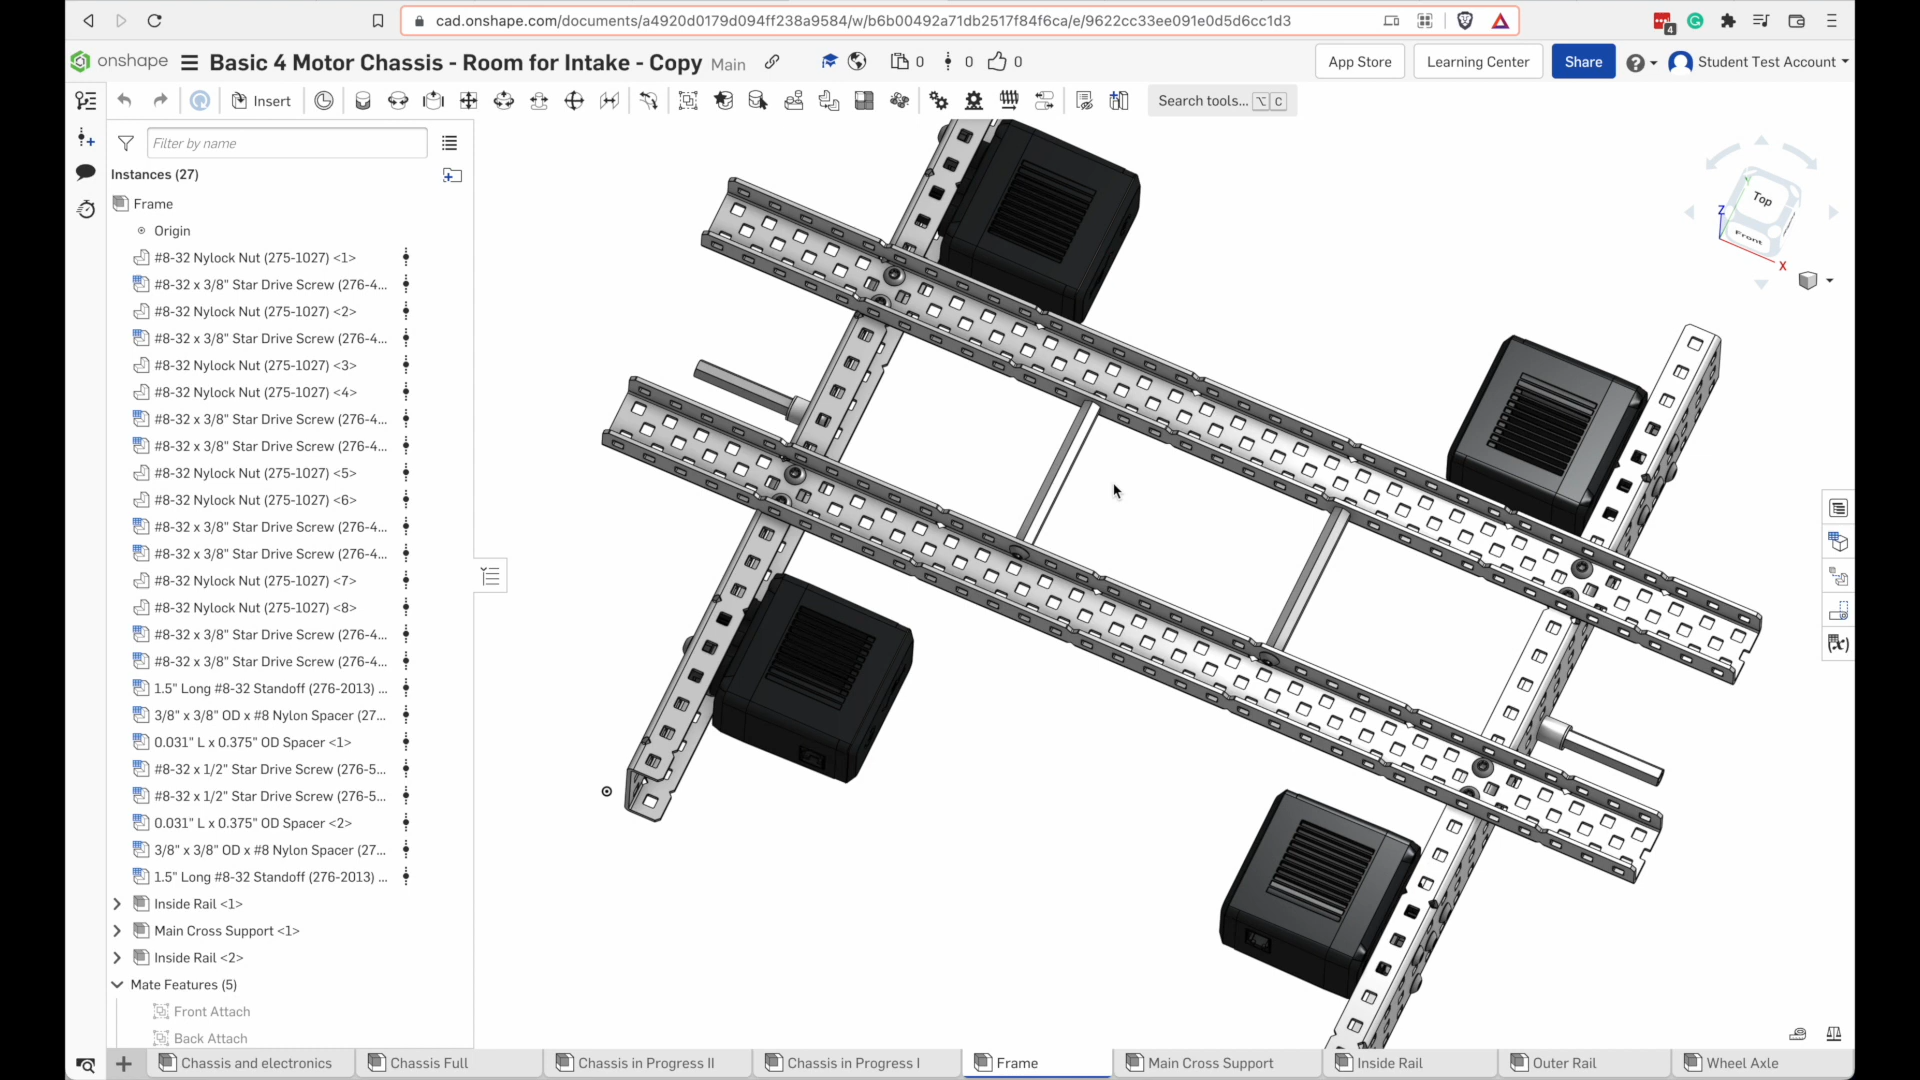 cad.onshape.com/documents/a4920d0179d094ff238a9584/w/b6b00492a71db2517f84f6ca/e/9622cc33ee091e0d5d6cc1d3
4
onshape
Basic 4 Motor Chassis - Room for Intake - Copy
Main
0
0
0
App Store
Learning Center
Share
Student Test Account
Insert
Search tools... ⌥ C
Filter by name
Instances (27)
Frame
Origin
#8-32 Nylock Nut (275-1027) <1>
#8-32 x 3/8" Star Drive Screw (276-4...
#8-32 Nylock Nut (275-1027) <2>
#8-32 x 3/8" Star Drive Screw (276-4...
#8-32 Nylock Nut (275-1027) <3>
#8-32 Nylock Nut (275-1027) <4>
#8-32 x 3/8" Star Drive Screw (276-4...
#8-32 x 3/8" Star Drive Screw (276-4...
#8-32 Nylock Nut (275-1027) <5>
#8-32 Nylock Nut (275-1027) <6>
#8-32 x 3/8" Star Drive Screw (276-4...
#8-32 x 3/8" Star Drive Screw (276-4...
#8-32 Nylock Nut (275-1027) <7>
#8-32 Nylock Nut (275-1027) <8>
#8-32 x 3/8" Star Drive Screw (276-4...
#8-32 x 3/8" Star Drive Screw (276-4...
1.5" Long #8-32 Standoff (276-2013) ...
3/8" x 3/8" OD x #8 Nylon Spacer (27...
0.031" L x 0.375" OD Spacer <1>
#8-32 x 1/2" Star Drive Screw (276-5...
#8-32 x 1/2" Star Drive Screw (276-5...
0.031" L x 0.375" OD Spacer <2>
3/8" x 3/8" OD x #8 Nylon Spacer (27...
1.5" Long #8-32 Standoff (276-2013) ...
Inside Rail <1>
Main Cross Support <1>
Inside Rail <2>
Mate Features (5)
Front Attach
Back Attach
Top
Front
Z
X
Chassis and electronics
Chassis Full
Chassis in Progress II
Chassis in Progress I
Frame
Main Cross Support
Inside Rail
Outer Rail
Wheel Axle